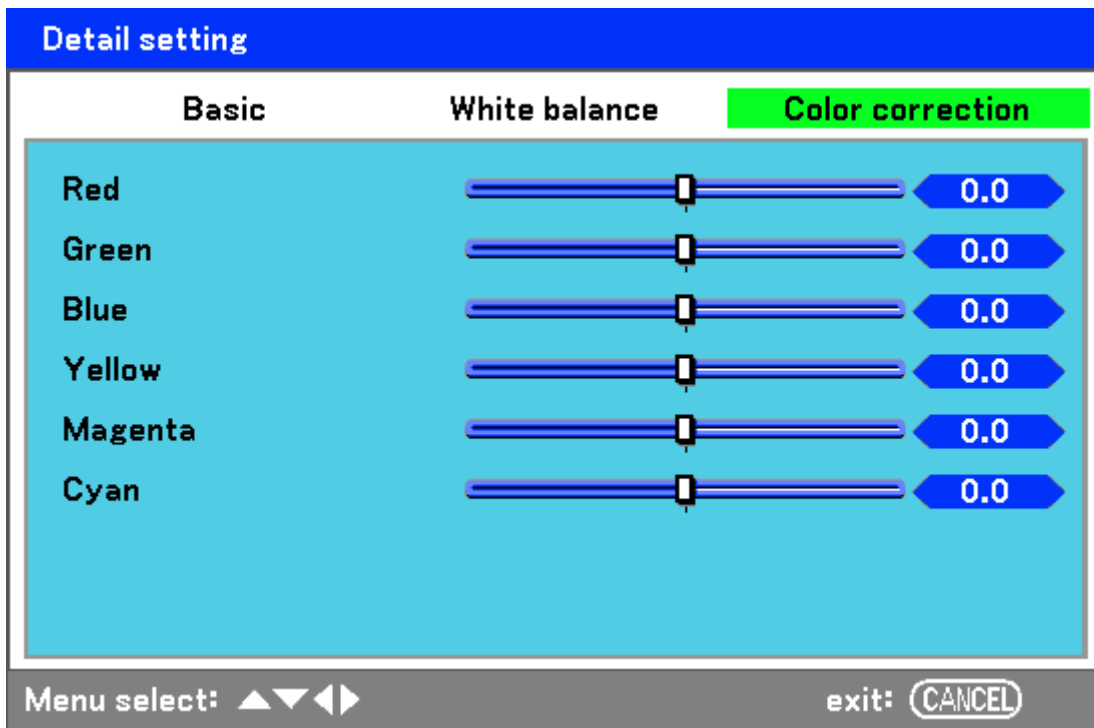 Detail setting
Basic White balance Color correction
Red 0.0
Green 0.0
Blue 0.0
Yellow 0.0
Magenta 0.0
Cyan 0.0
Menu select: ▲▼◀▶ exit: CANCEL